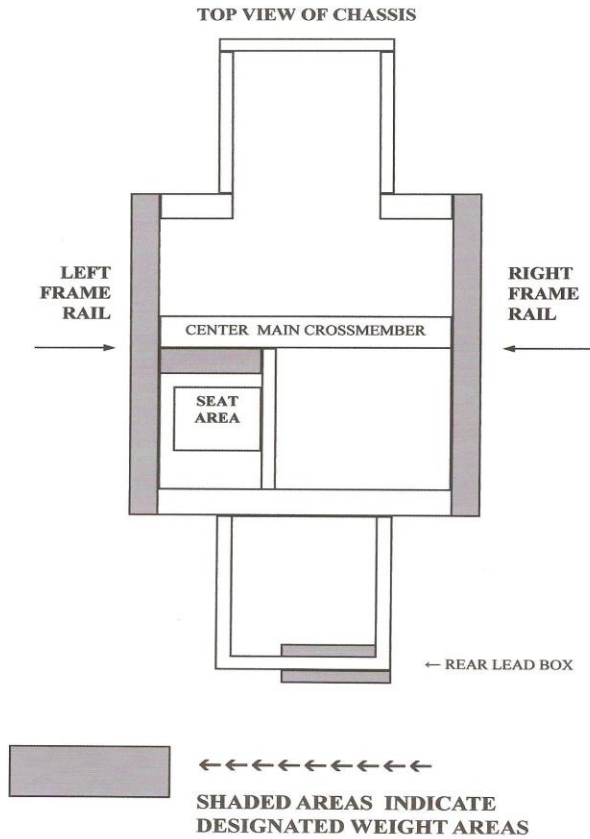 TOP VIEW OF CHASSIS
LEFT
FRAME
RAIL
RIGHT
FRAME
RAIL
CENTER MAIN CROSSMEMBER
SEAT
AREA
← REAR LEAD BOX
SHADED AREAS INDICATE
DESIGNATED WEIGHT AREAS